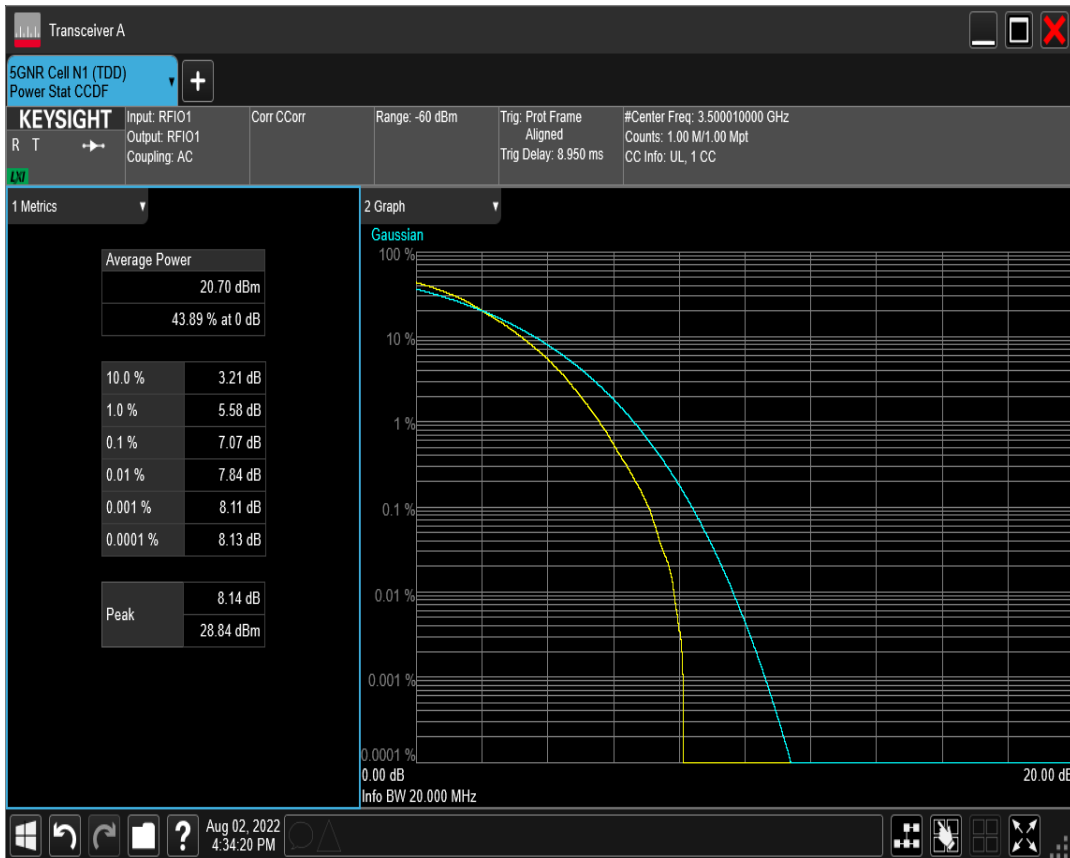 Transceiver A
5GNR Cell N1 (TDD)
Power Stat CCDF
+
KEYSIGHT
R T
LXI
Input: RFIO1
Output: RFIO1
Coupling: AC
Corr CCorr
Range: -60 dBm
Trig: Prot Frame
Aligned
Trig Delay: 8.950 ms
#Center Freq: 3.500010000 GHz
Counts: 1.00 M/1.00 Mpt
CC Info: UL, 1 CC
1 Metrics
Average Power
20.70 dBm
43.89 % at 0 dB
10.0 % 3.21 dB
1.0 % 5.58 dB
0.1 % 7.07 dB
0.01 % 7.84 dB
0.001 % 8.11 dB
0.0001 % 8.13 dB
Peak
8.14 dB
28.84 dBm
2 Graph
Gaussian
100 %
10 %
1 %
0.1 %
0.01 %
0.001 %
0.0001 %
0.00 dB 20.00 dB
Info BW 20.000 MHz
?
Aug 02, 2022
4:34:20 PM